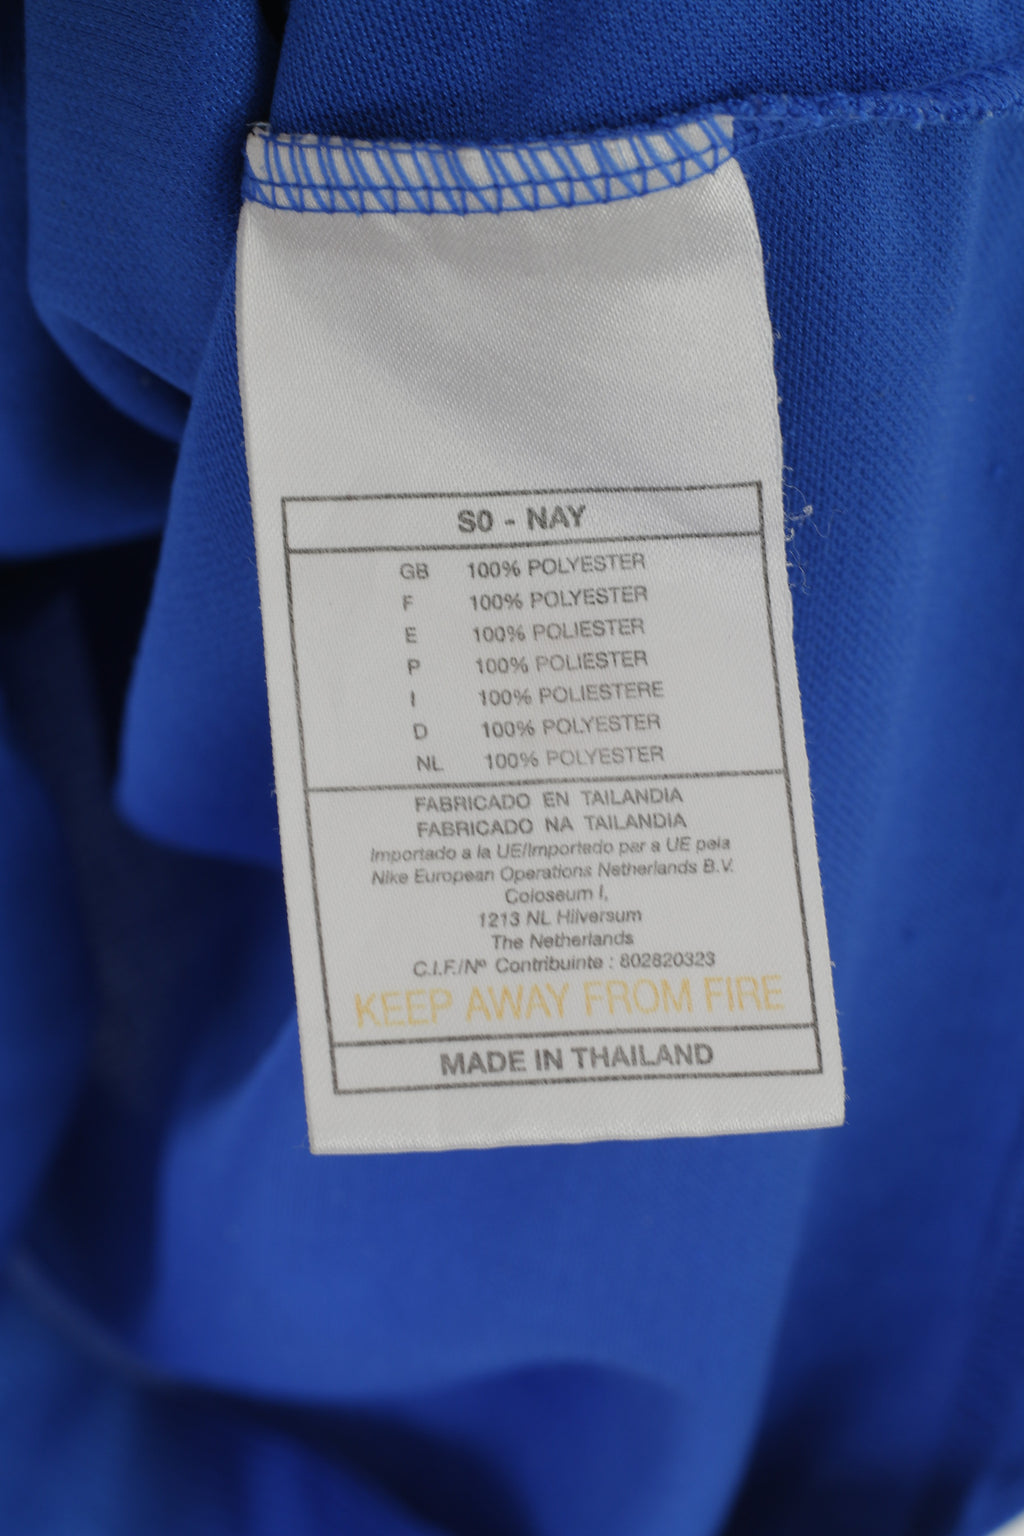 S0 - NAY
GB 100% POLYESTER
F 100% POLYESTER
E 100% POLIESTER
P 100% POLIESTER
I 100% POLIESTERE
D 100% POLYESTER
NL 100% POLYESTER
FABRICADO EN TAILANDIA
FABRICADO NA TAILANDIA
Importado a la UE/Importado par a UE pela
Nike European Operations Netherlands B.V.
Coloseum I,
1213 NL Hilversum
The Netherlands
C.I.F./Nº Contribuinte : 802820323
KEEP AWAY FROM FIRE
MADE IN THAILAND